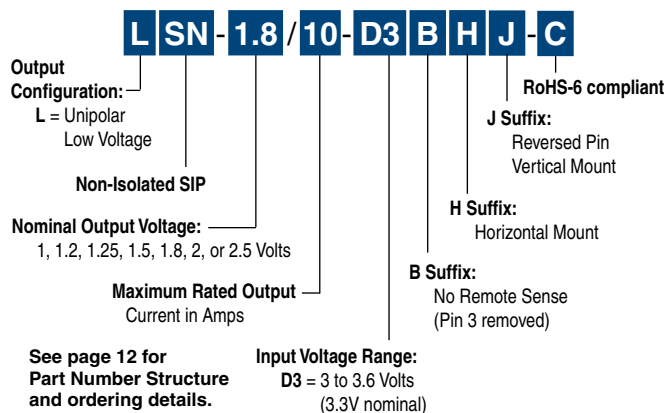 L SN-1.8/10-D3 B H J-C
Output
Configuration:
L = Unipolar
Low Voltage
RoHS-6 compliant
J Suffix:
Reversed Pin
Vertical Mount
Non-Isolated SIP
H Suffix:
Horizontal Mount
Nominal Output Voltage:
1, 1.2, 1.25, 1.5, 1.8, 2, or 2.5 Volts
B Suffix:
No Remote Sense
(Pin 3 removed)
Maximum Rated Output
Current in Amps
Input Voltage Range:
D3 = 3 to 3.6 Volts
(3.3V nominal)
See page 12 for
Part Number Structure
and ordering details.